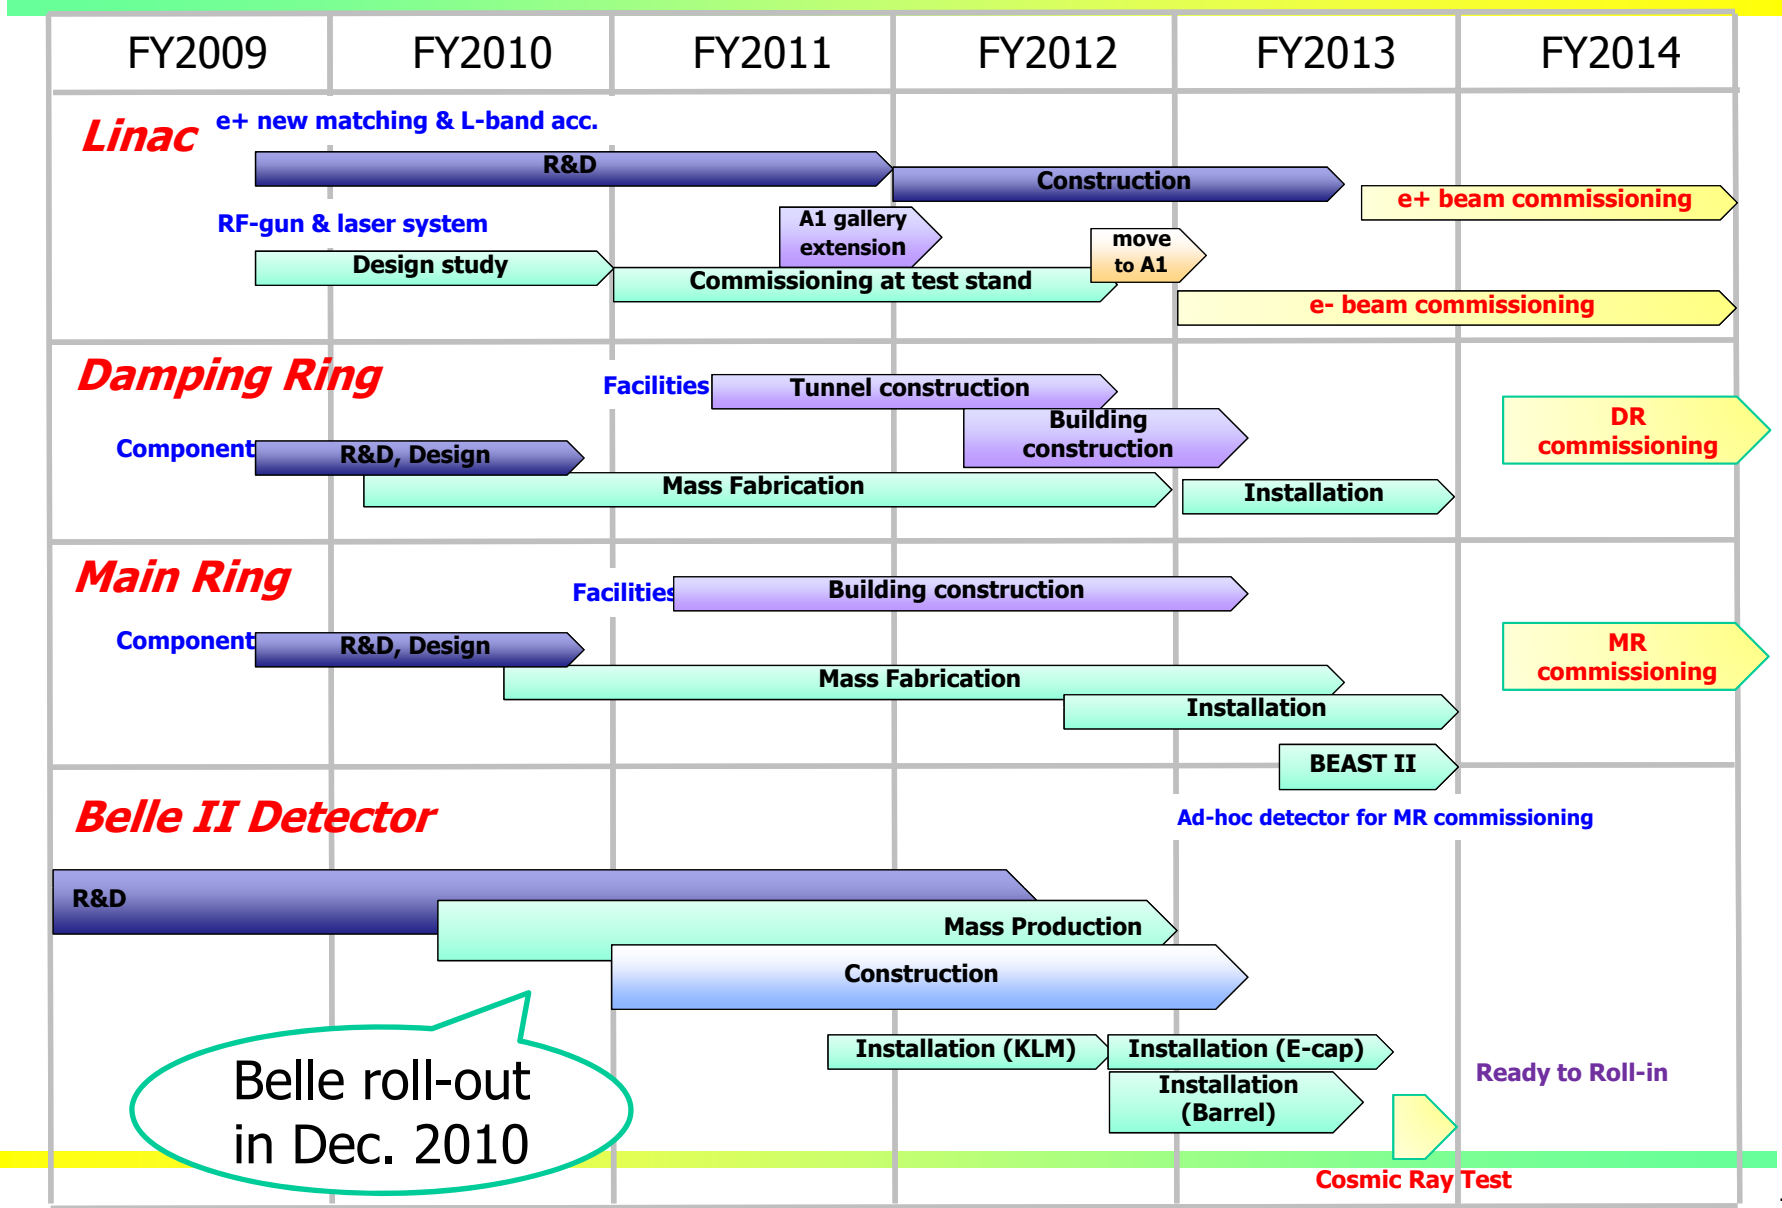 FY2009 FY2010 FY2011 FY2012 FY2013 FY2014
Linac
e+ new matching & L-band acc.
R&D
Construction
e+ beam commissioning
RF-gun & laser system
A1 gallery
extension
move
to A1
Design study
Commissioning at test stand
e- beam commissioning
Damping Ring
Facilities
Tunnel construction
Building
construction
DR
commissioning
Component
R&D, Design
Mass Fabrication
Installation
Main Ring
Facilities
Building construction
Component
R&D, Design
MR
commissioning
Mass Fabrication
Installation
BEAST II
Belle II Detector
Ad-hoc detector for MR commissioning
R&D
Mass Production
Construction
Installation (KLM)
Installation (E-cap)
Installation
(Barrel)
Ready to Roll-in
Belle roll-out
in Dec. 2010
Cosmic Ray Test